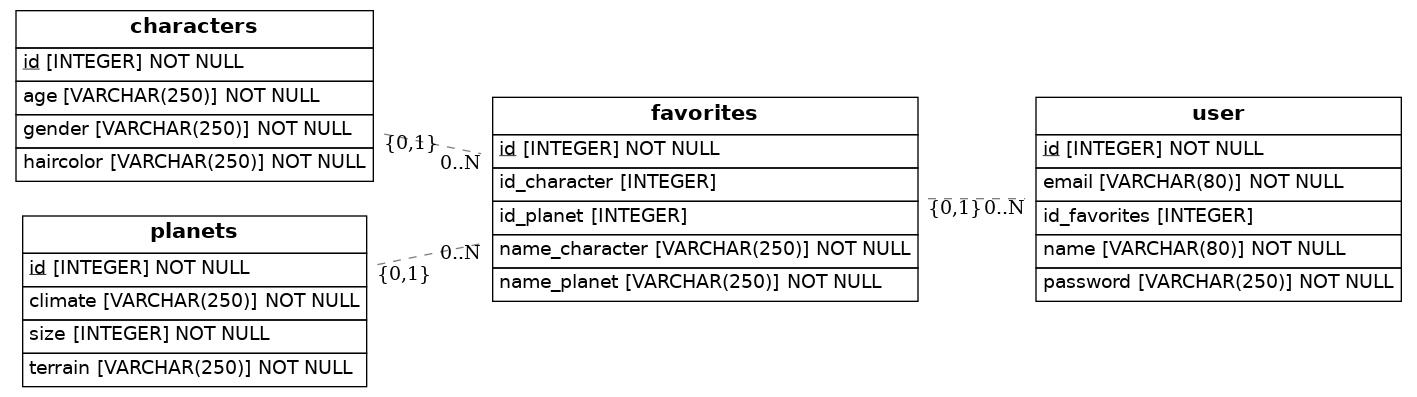 characters
id [INTEGER] NOT NULL
age [VARCHAR(250)] NOT NULL
gender [VARCHAR(250)] NOT NULL
haircolor [VARCHAR(250)] NOT NULL
{0,1}
0..N
planets
id [INTEGER] NOT NULL
climate [VARCHAR(250)] NOT NULL
size [INTEGER] NOT NULL
terrain [VARCHAR(250)] NOT NULL
0..N
{0,1}
favorites
id [INTEGER] NOT NULL
id_character [INTEGER]
id_planet [INTEGER]
name_character [VARCHAR(250)] NOT NULL
name_planet [VARCHAR(250)] NOT NULL
{0,1} 0..N
user
id [INTEGER] NOT NULL
email [VARCHAR(80)] NOT NULL
id_favorites [INTEGER]
name [VARCHAR(80)] NOT NULL
password [VARCHAR(250)] NOT NULL